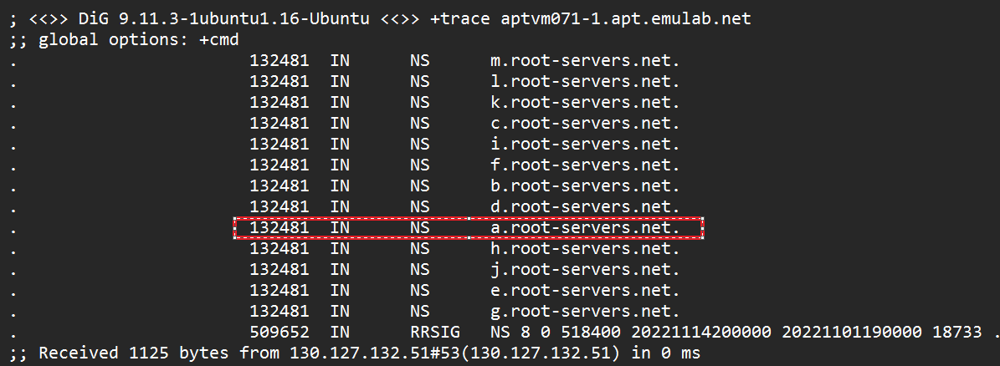 ; <<>> DiG 9.11.3-1ubuntu1.16-Ubuntu <<>> +trace aptvm071-1.apt.emulab.net
;; global options: +cmd
. 132481 IN NS m.root-servers.net.
. 132481 IN NS l.root-servers.net.
. 132481 IN NS k.root-servers.net.
. 132481 IN NS c.root-servers.net.
. 132481 IN NS i.root-servers.net.
. 132481 IN NS f.root-servers.net.
. 132481 IN NS b.root-servers.net.
. 132481 IN NS d.root-servers.net.
. 132481 IN NS a.root-servers.net.
. 132481 IN NS h.root-servers.net.
. 132481 IN NS j.root-servers.net.
. 132481 IN NS e.root-servers.net.
. 132481 IN NS g.root-servers.net.
. 509652 IN RRSIG NS 8 0 518400 20221114200000 20221101190000 18733 .
;; Received 1125 bytes from 130.127.132.51#53(130.127.132.51) in 0 ms